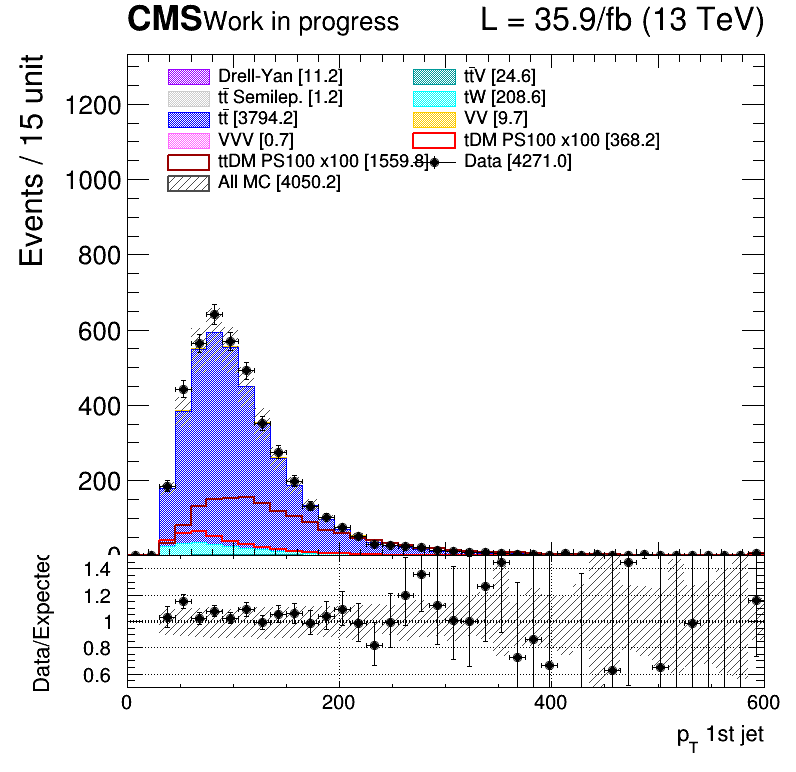 CMS Work in progress L = 35.9/fb (13 TeV)
Events / 15 unit
1200
1000
800
600
400
200
0
Drell-Yan [11.2]
tt̄ Semilep. [1.2]
tt̄ [3794.2]
VVV [0.7]
ttDM PS100 x100 [1559.8]
All MC [4050.2]
tt̄V [24.6]
tW [208.6]
VV [9.7]
tDM PS100 x100 [368.2]
Data [4271.0]
Data/Expected
1.4
1.2
1
0.8
0.6
0 200 400 600
p_T 1st jet